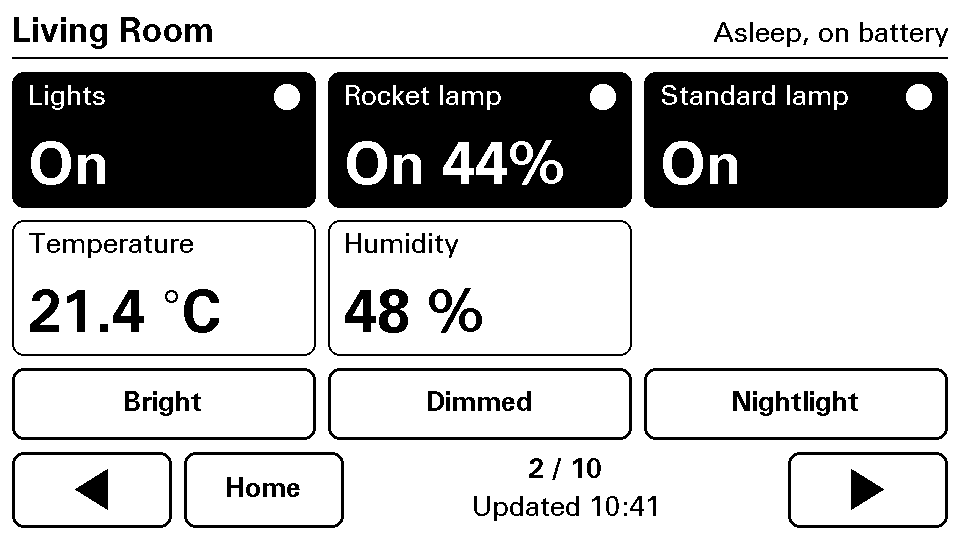 Living Room
Asleep, on battery
Lights
Rocket lamp
Standard lamp
On
On 44%
On
Temperature
Humidity
21.4 °C
48 %
Bright
Dimmed
Nightlight
Home
2 / 10
Updated 10:41